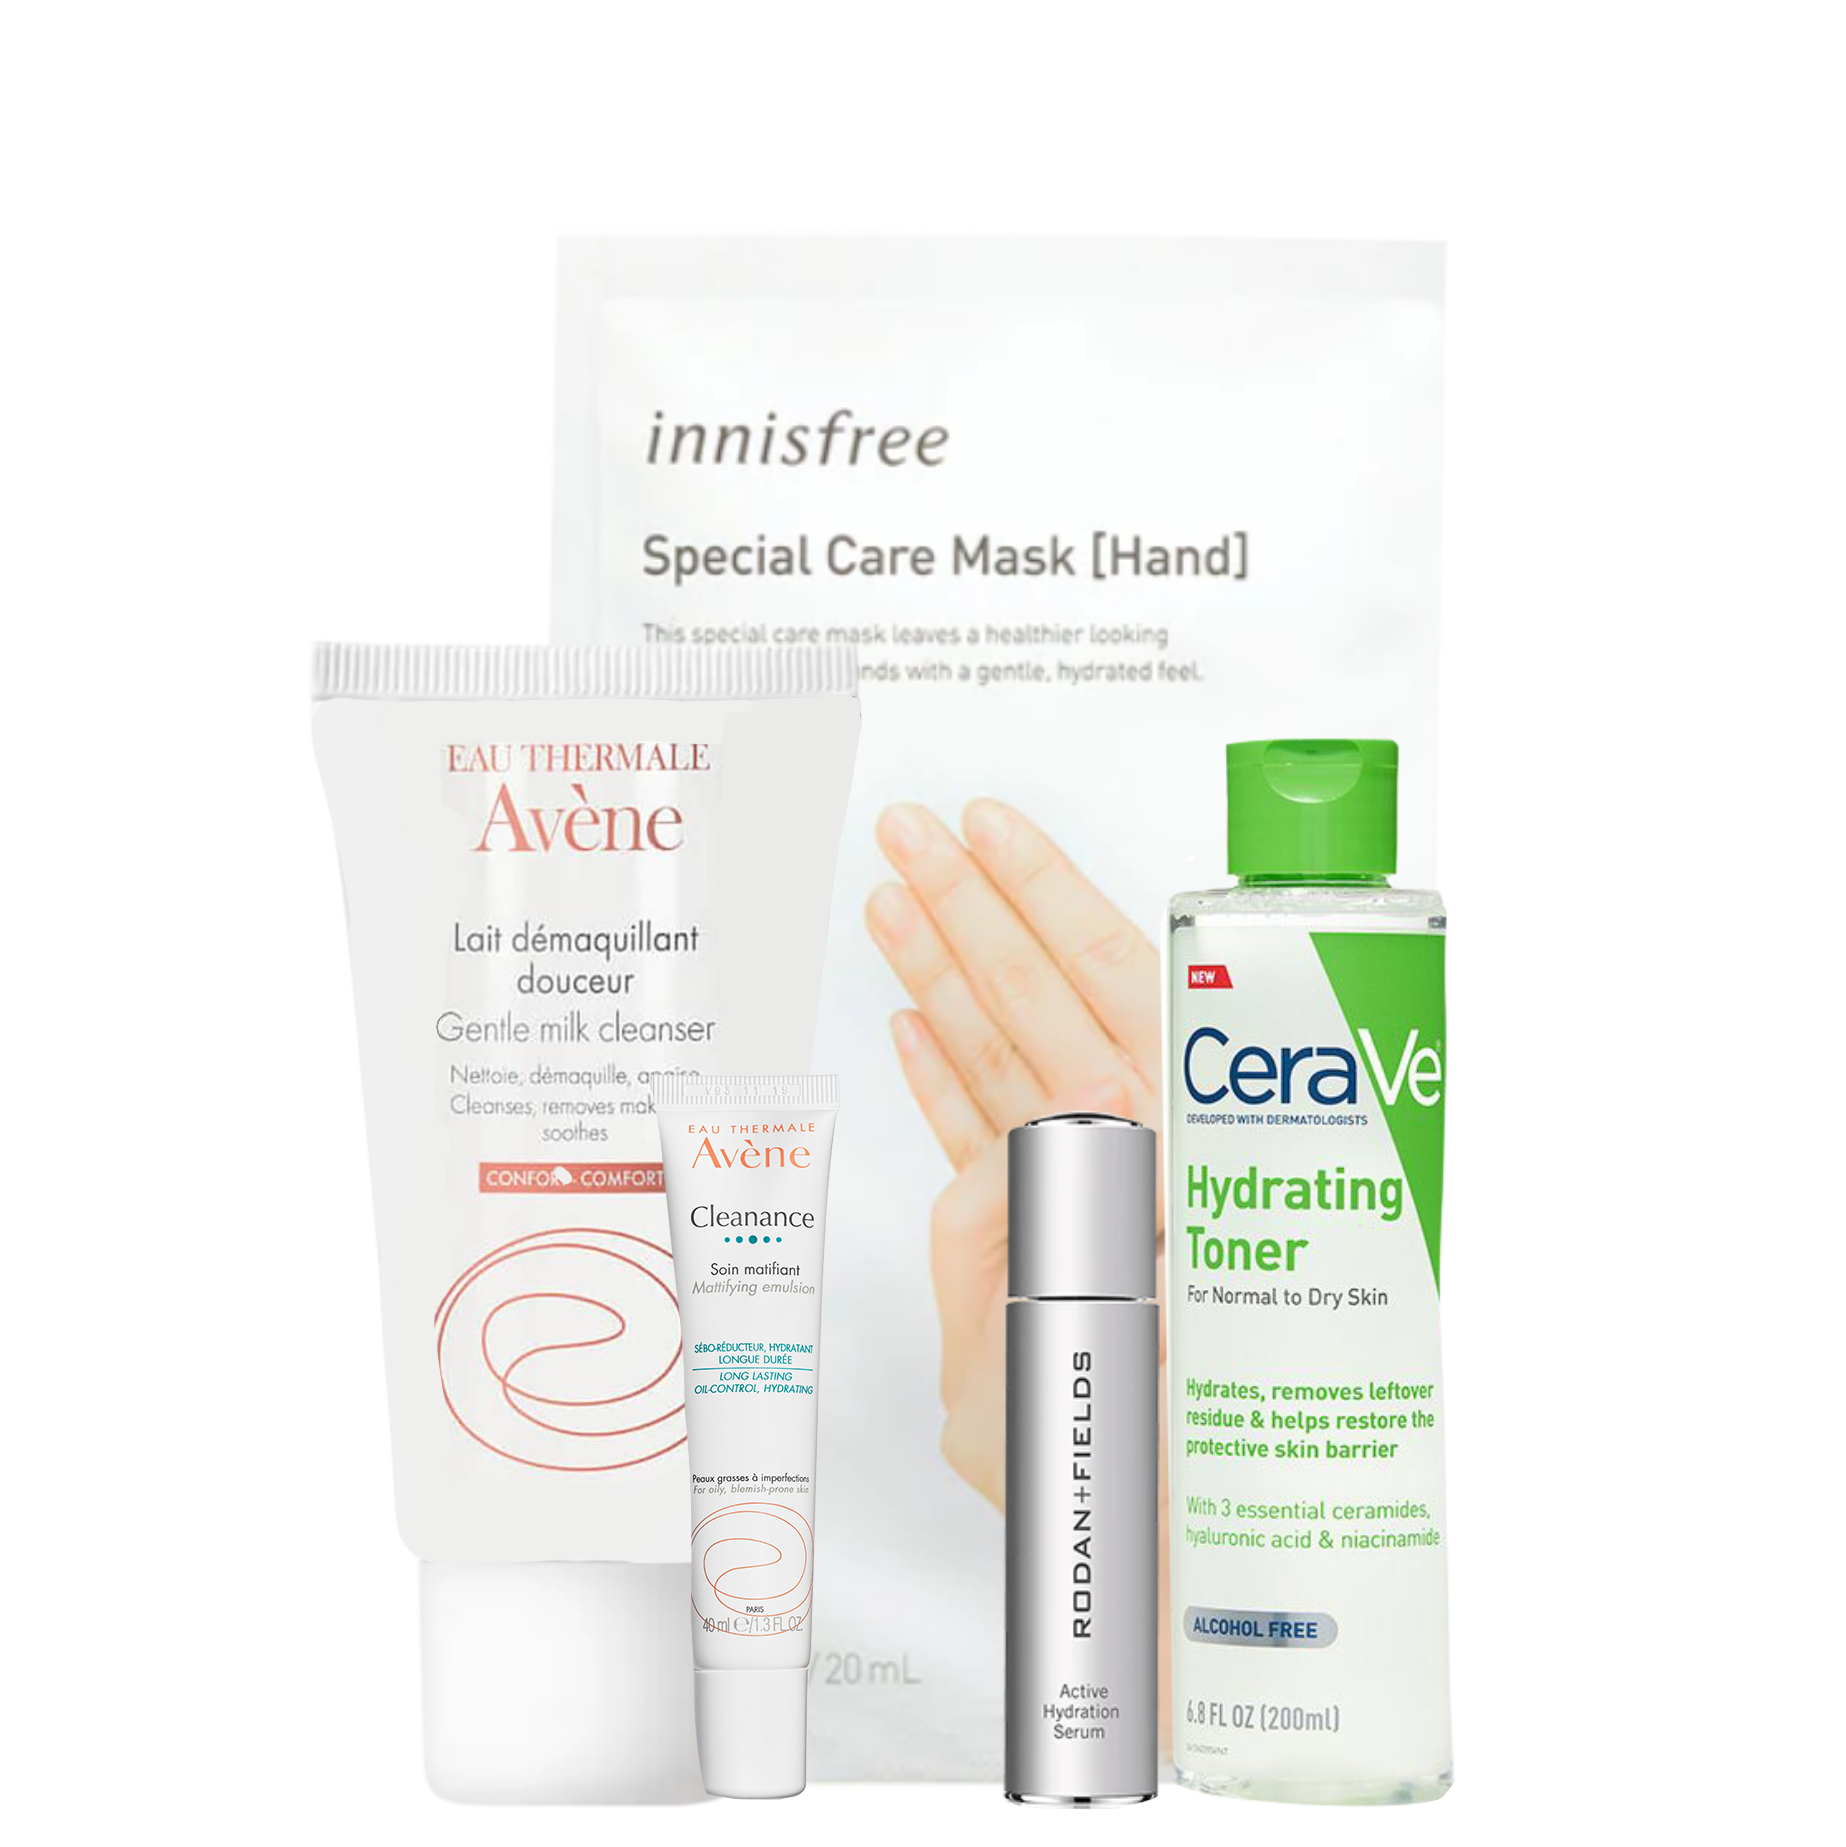 innisfree
Special Care Mask [Hand]
This special care mask leaves a healthier looking
nds with a gentle, hydrated feel.
/ 20 mL
EAU THERMALE
Avène
Lait démaquillant
douceur
Gentle milk cleanser
Nettoie, démaquille, apaise
Cleanses, removes mak
soothes
CONFORT - COMFORT
V93 11 19
EAU THERMALE
Avène
Cleanance
Soin matifiant
Mattifying emulsion
SÉBO-RÉDUCTEUR, HYDRATANT
LONGUE DURÉE
LONG LASTING
OIL-CONTROL, HYDRATING
Peaux grasses à imperfections
For oily, blemish-prone skin
PARIS
40 ml ℮/1.3 FL.OZ.
RODAN+FIELDS
Active
Hydration
Serum
NEW
CeraVe
DEVELOPED WITH DERMATOLOGISTS
Hydrating
Toner
For Normal to Dry Skin
Hydrates, removes leftover
residue & helps restore the
protective skin barrier
With 3 essential ceramides,
hyaluronic acid & niacinamide
ALCOHOL FREE
6.8 FL OZ (200ml)